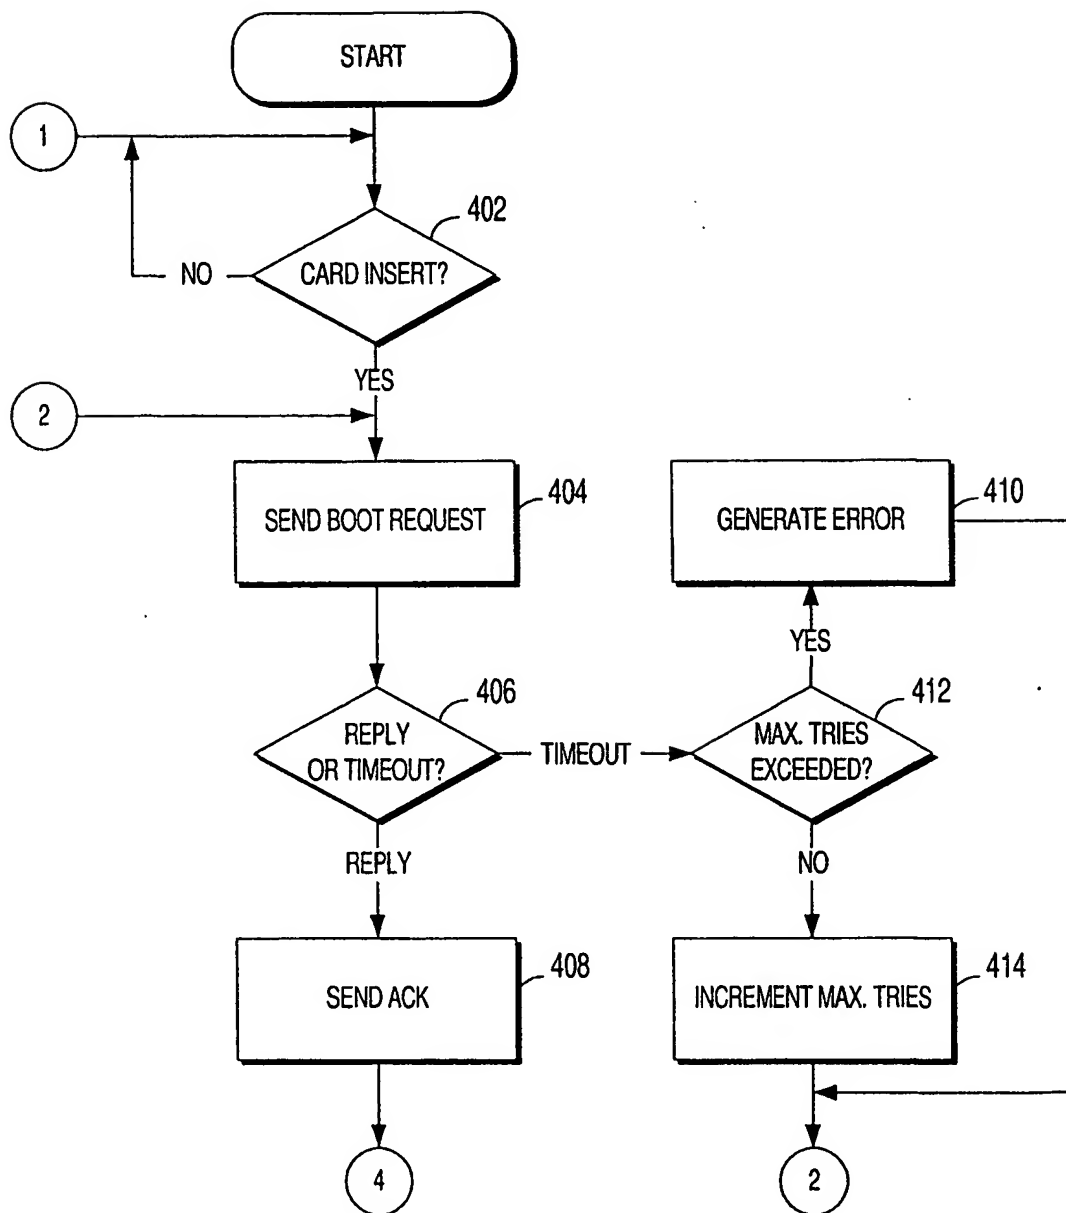 START
1
402
CARD INSERT?
NO
YES
2
404
SEND BOOT REQUEST
410
GENERATE ERROR
YES
406
REPLY
OR TIMEOUT?
TIMEOUT
412
MAX. TRIES
EXCEEDED?
REPLY
NO
408
SEND ACK
414
INCREMENT MAX. TRIES
4
2